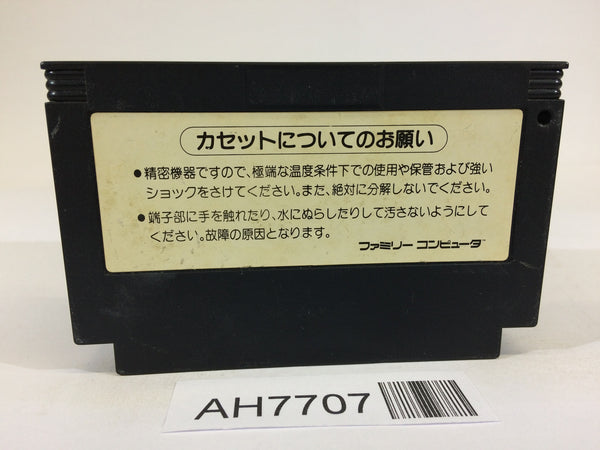 カセットについてのお願い
●精密機器ですので、極端な温度条件下での使用や保管および強い
ショックをさけてください。また、絶対に分解しないでください。
●端子部に手を触れたり、水にぬらしたりして汚さないようにして
ください。故障の原因となります。
ファミリー コンピュータ™
AH7707